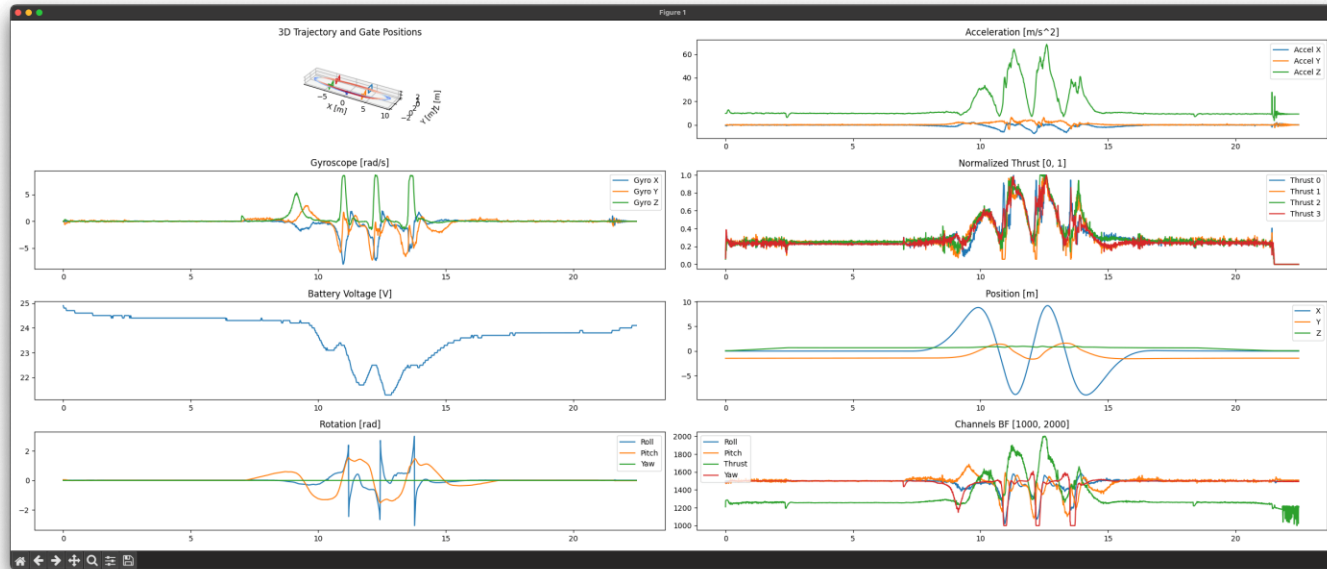 Figure 1
3D Trajectory and Gate Positions
X [m]
Y [m]
Z [m]
−5
0
5
10
Acceleration [m/s^2]
60
40
20
0
Accel X
Accel Y
Accel Z
0 5 10 15 20
Gyroscope [rad/s]
5
0
−5
Gyro X
Gyro Y
Gyro Z
0 5 10 15 20
Normalized Thrust [0, 1]
1.0
0.8
0.6
0.4
0.2
0.0
Thrust 0
Thrust 1
Thrust 2
Thrust 3
0 5 10 15 20
Battery Voltage [V]
25
24
23
22
0 5 10 15 20
Position [m]
10
5
0
−5
X
Y
Z
0 5 10 15 20
Rotation [rad]
2
0
−2
Roll
Pitch
Yaw
0 5 10 15 20
Channels BF [1000, 2000]
2000
1800
1600
1400
1200
1000
Roll
Pitch
Thrust
Yaw
0 5 10 15 20